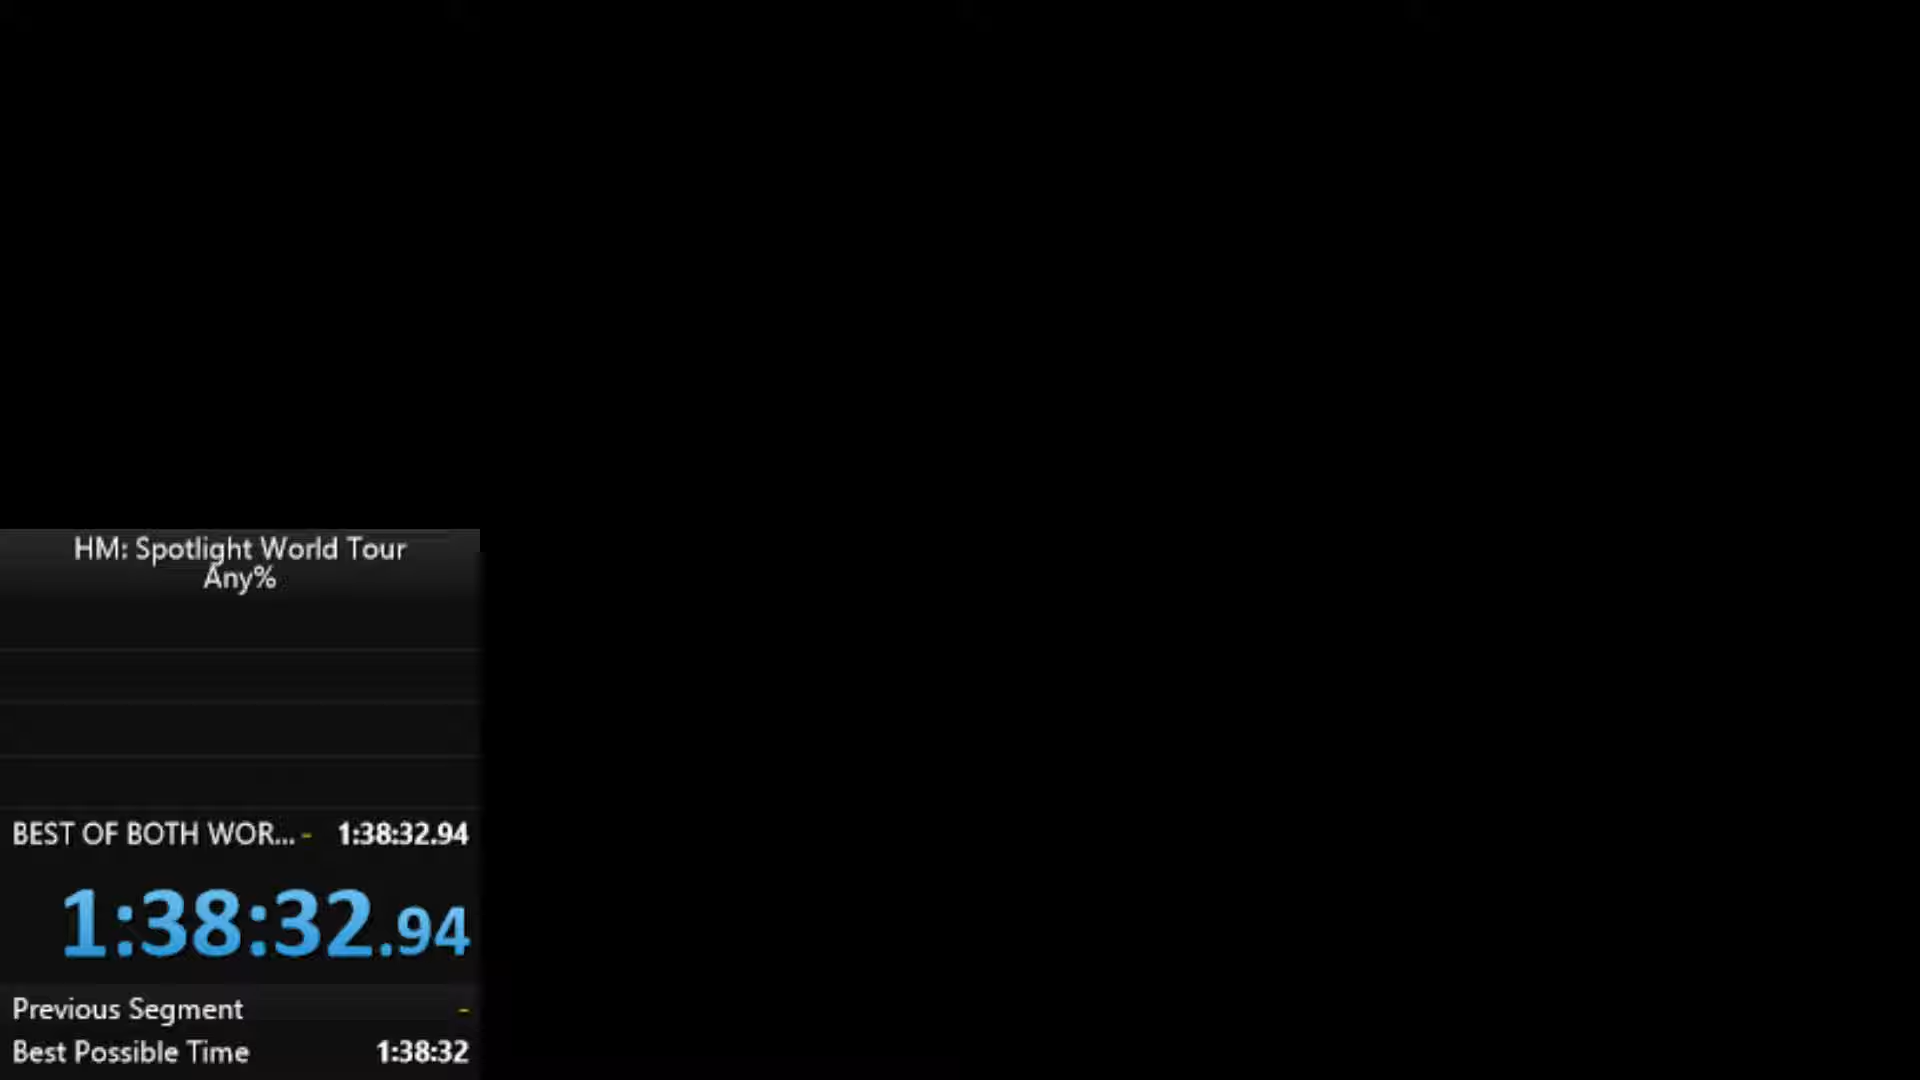 HM: Spotlight World Tour
Any%
BEST OF BOTH WOR... - 1:38:32.94
1:38:32.94
Previous Segment -
Best Possible Time 1:38:32